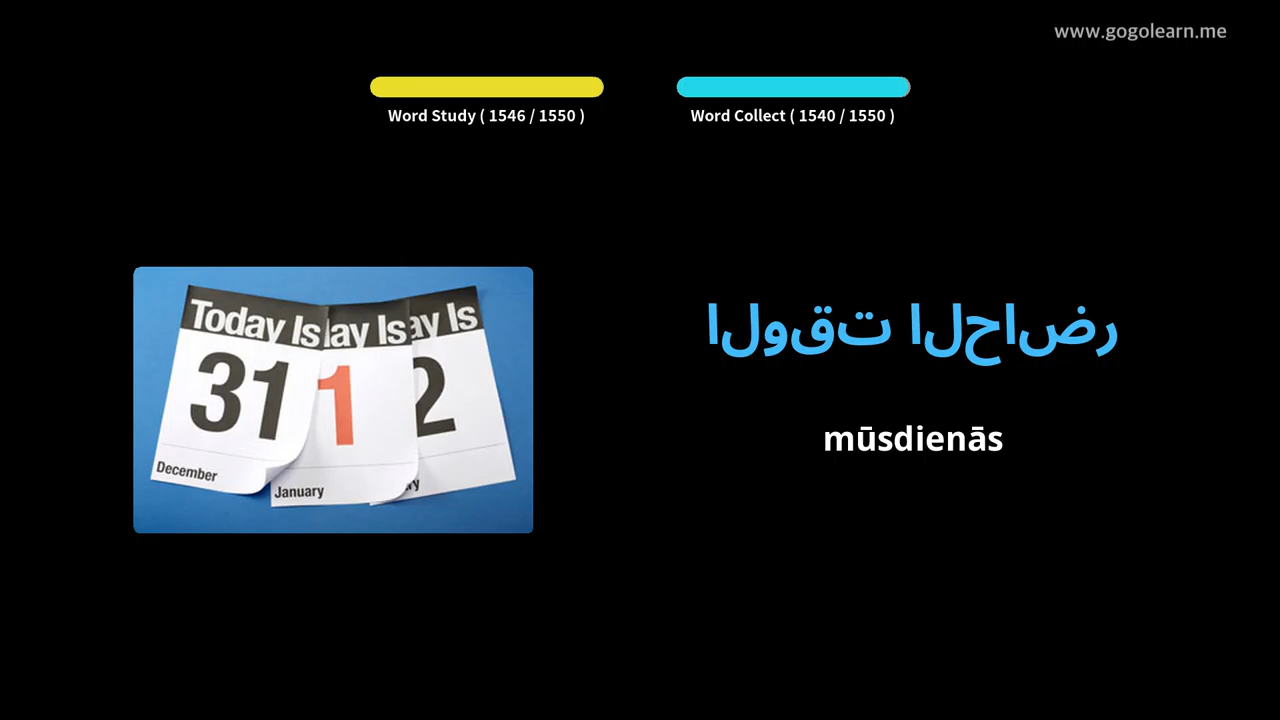 www.gogolearn.me
Word Study ( 1546 / 1550 )
Word Collect ( 1540 / 1550 )
Today Is
ay Is
ay Is
31
1
2
December
January
ry
الوقت الحاضر
mūsdienās